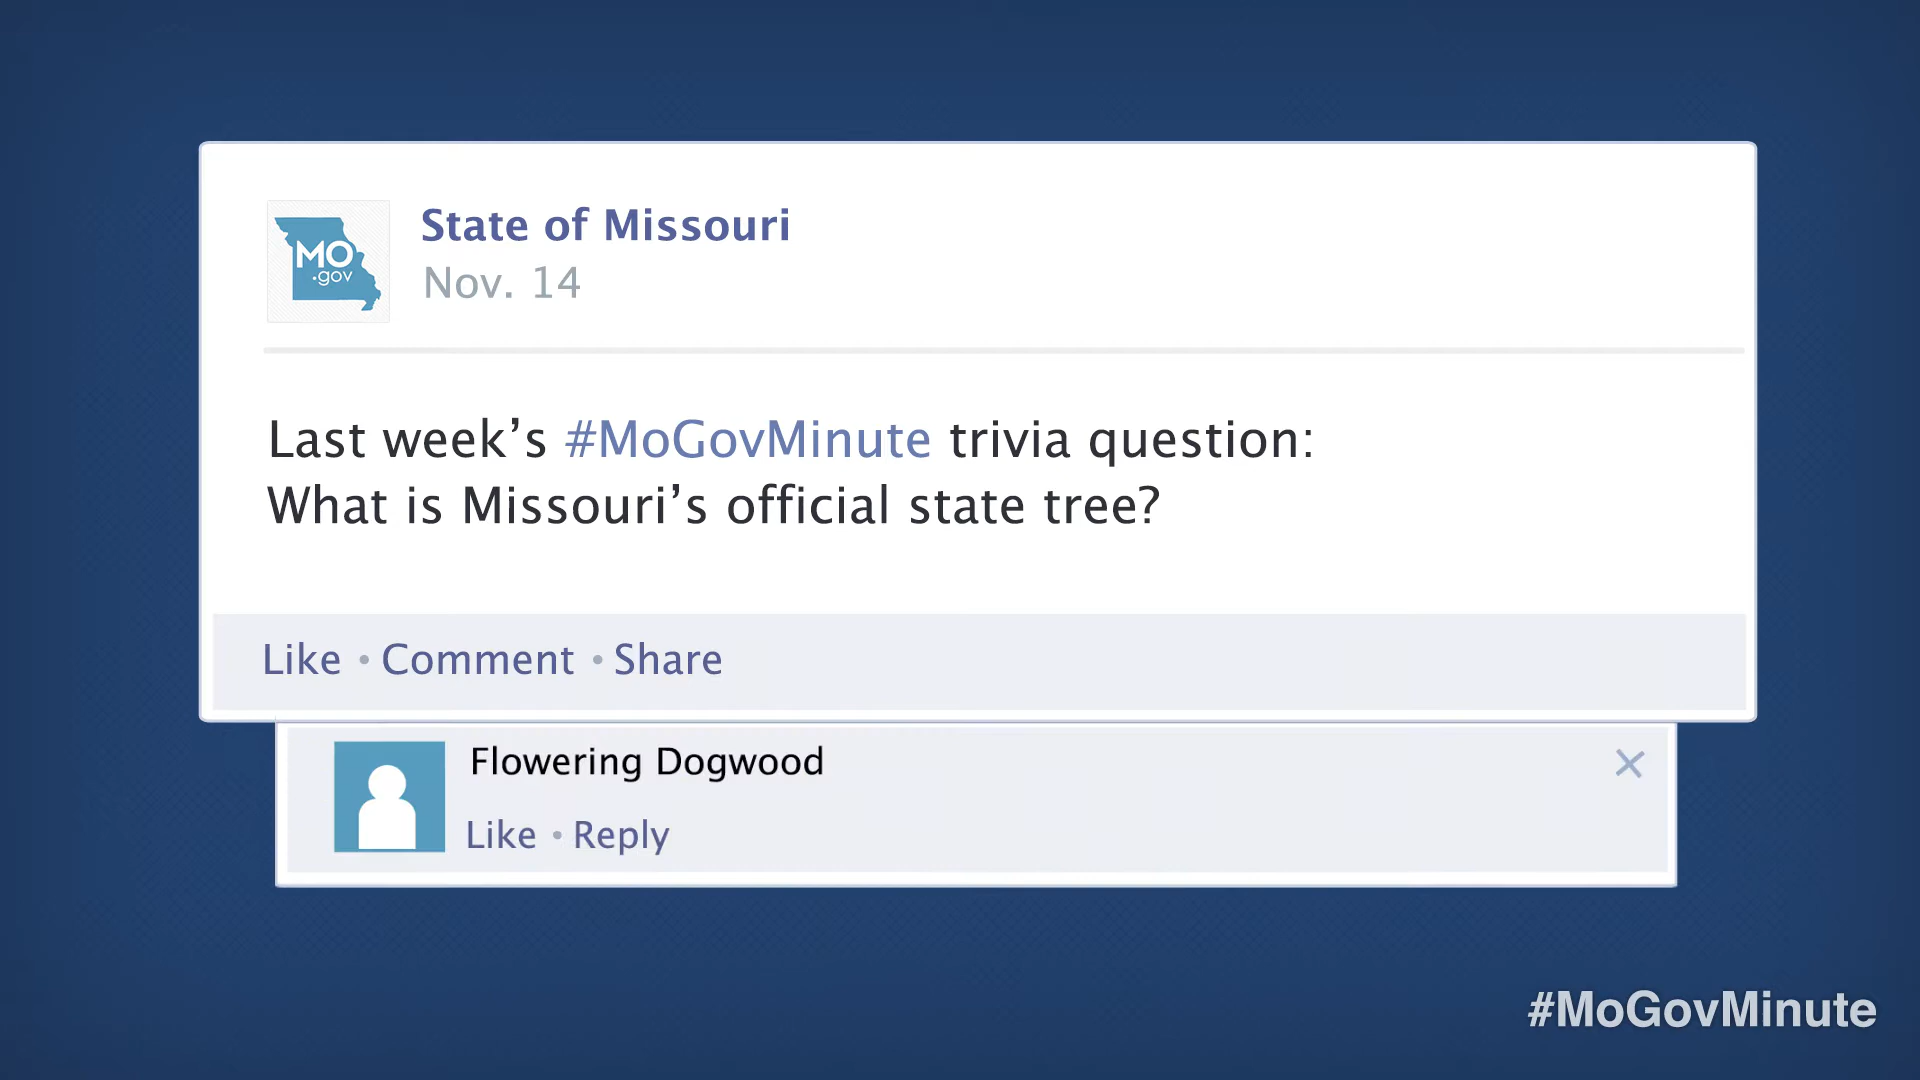 MO
.gov
State of Missouri
Nov. 14
Last week’s #MoGovMinute trivia question:
What is Missouri’s official state tree?
Like • Comment • Share
Flowering Dogwood
Like • Reply
#MoGovMinute